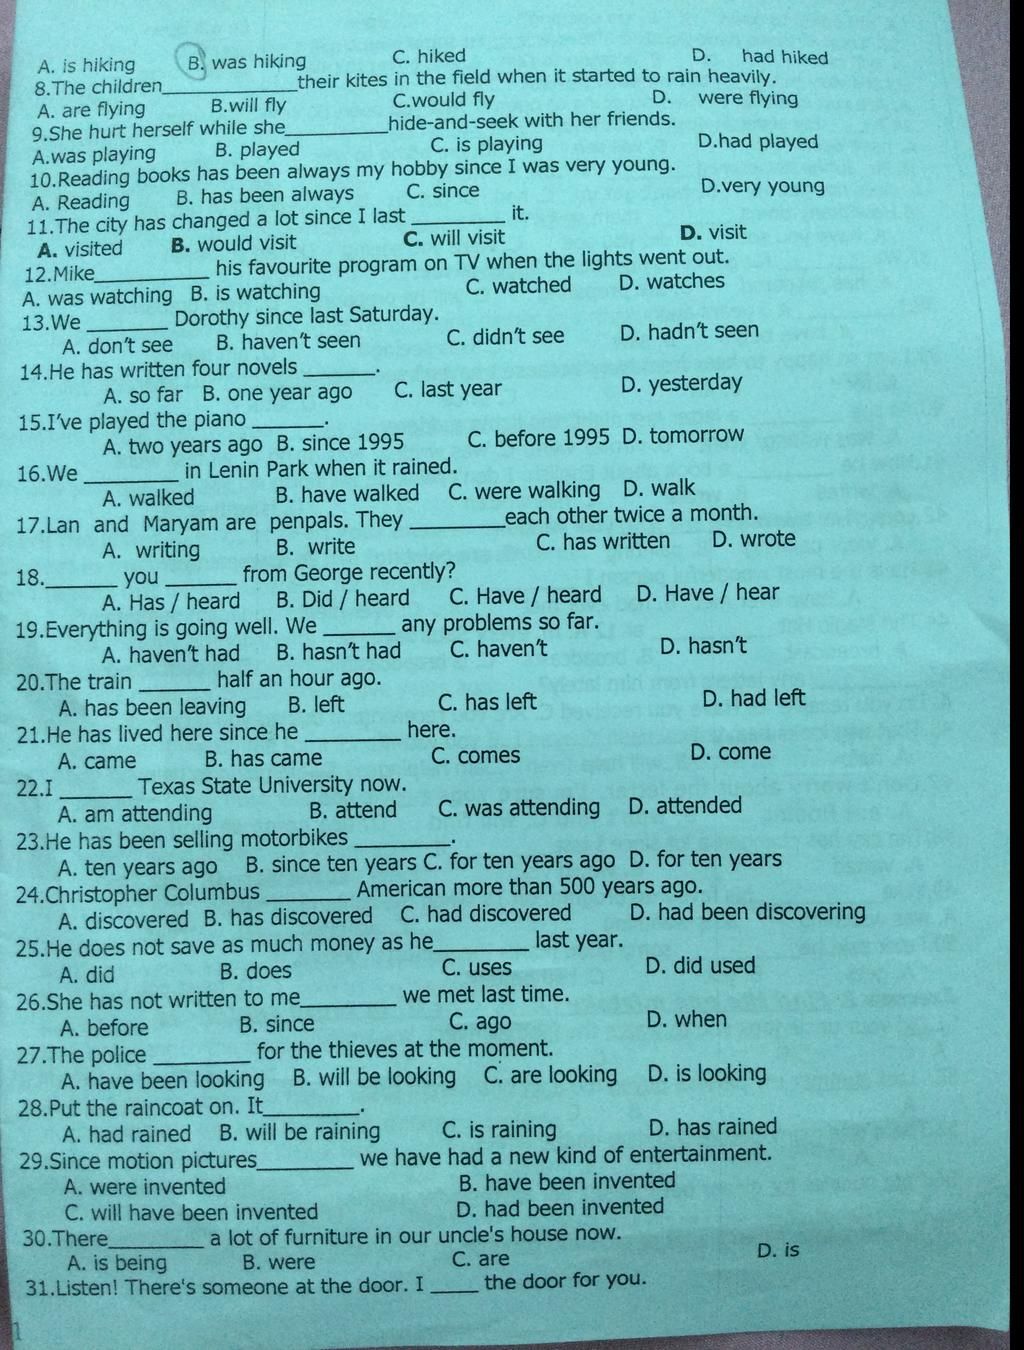 A. is hiking B. was hiking C. hiked D. had hiked
8.The children____________their kites in the field when it started to rain heavily.
A. are flying B.will fly C.would fly D. were flying
9.She hurt herself while she_________hide-and-seek with her friends.
A.was playing B. played C. is playing D.had played
10.Reading books has been always my hobby since I was very young.
A. Reading B. has been always C. since D.very young
11.The city has changed a lot since I last ________ it.
A. visited B. would visit C. will visit D. visit
12.Mike__________ his favourite program on TV when the lights went out.
A. was watching B. is watching C. watched D. watches
13.We _______ Dorothy since last Saturday.
A. don't see B. haven't seen C. didn't see D. hadn't seen
14.He has written four novels ______.
A. so far B. one year ago C. last year D. yesterday
15.I've played the piano ______.
A. two years ago B. since 1995 C. before 1995 D. tomorrow
16.We ________ in Lenin Park when it rained.
A. walked B. have walked C. were walking D. walk
17.Lan and Maryam are penpals. They ________each other twice a month.
A. writing B. write C. has written D. wrote
18.______ you ______ from George recently?
A. Has / heard B. Did / heard C. Have / heard D. Have / hear
19.Everything is going well. We ______ any problems so far.
A. haven't had B. hasn't had C. haven't D. hasn't
20.The train ______ half an hour ago.
A. has been leaving B. left C. has left D. had left
21.He has lived here since he ________ here.
A. came B. has came C. comes D. come
22.I ______ Texas State University now.
A. am attending B. attend C. was attending D. attended
23.He has been selling motorbikes ________.
A. ten years ago B. since ten years C. for ten years ago D. for ten years
24.Christopher Columbus _______ American more than 500 years ago.
A. discovered B. has discovered C. had discovered D. had been discovering
25.He does not save as much money as he________ last year.
A. did B. does C. uses D. did used
26.She has not written to me________ we met last time.
A. before B. since C. ago D. when
27.The police ________ for the thieves at the moment.
A. have been looking B. will be looking C. are looking D. is looking
28.Put the raincoat on. It________.
A. had rained B. will be raining C. is raining D. has rained
29.Since motion pictures________ we have had a new kind of entertainment.
A. were invented B. have been invented
C. will have been invented D. had been invented
30.There________ a lot of furniture in our uncle's house now.
A. is being B. were C. are D. is
31.Listen! There's someone at the door. I ____ the door for you.
1